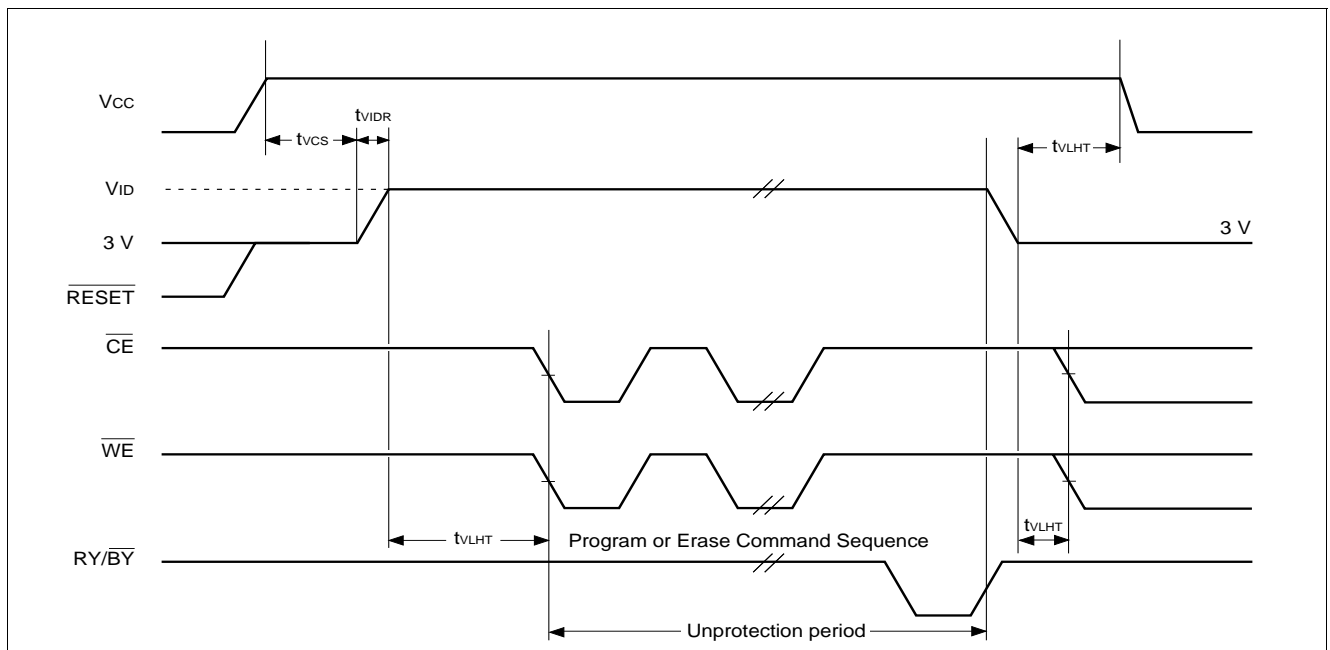 VCC
tVIDR
tVCS
tVLHT
VID
3 V
3 V
RESET
CE
WE
tVLHT
Program or Erase Command Sequence
tVLHT
RY/BY
Unprotection period